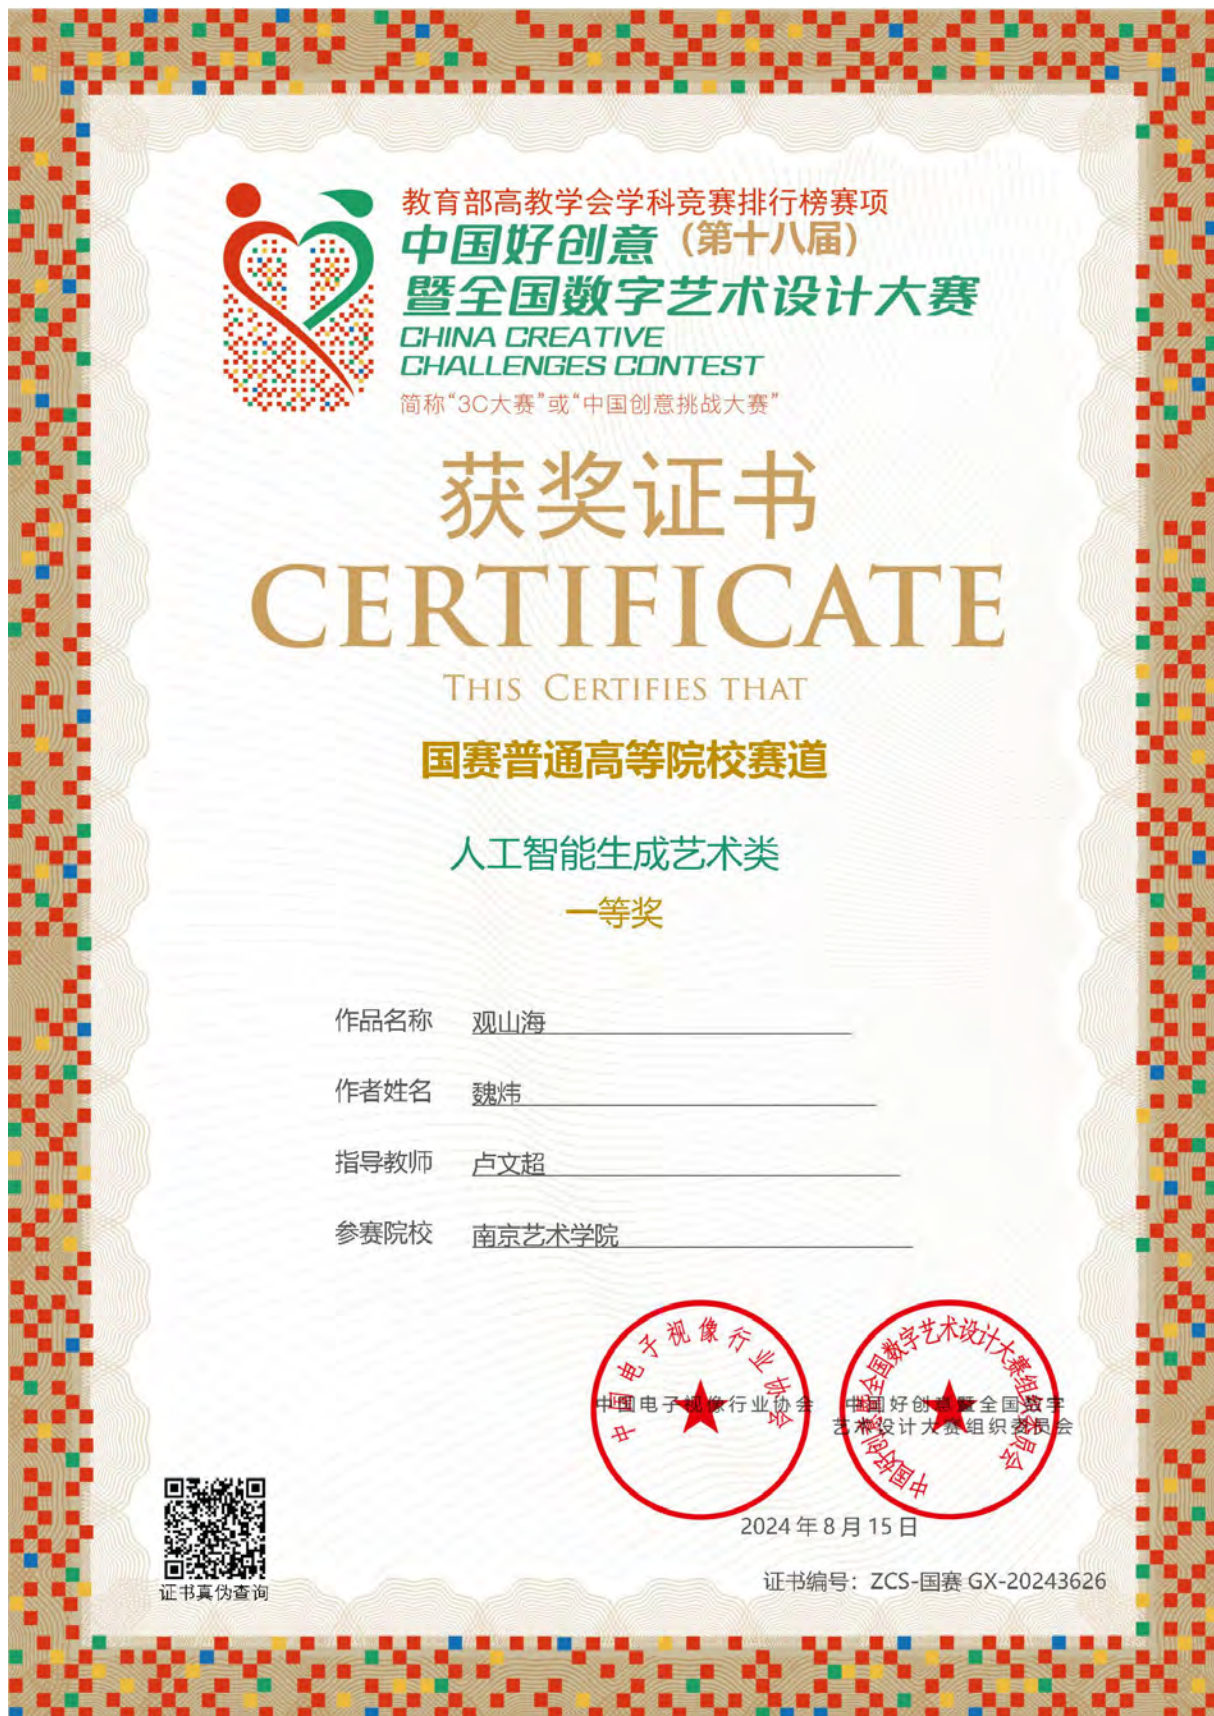 教育部高教学会学科竞赛排行榜赛项
中国好创意（第十八届）
暨全国数字艺术设计大赛
CHINA CREATIVE
CHALLENGES CONTEST
简称“3C大赛”或“中国创意挑战大赛”
获奖证书
CERTIFICATE
THIS CERTIFIES THAT
国赛普通高等院校赛道
人工智能生成艺术类
一等奖
作品名称 观山海
作者姓名 魏炜
指导教师 卢文超
参赛院校 南京艺术学院
中国电子视像行业协会
中国好创意暨全国数字艺术设计大赛组织委员会
中国电子视像行业协会
中国好创意暨全国数字
艺术设计大赛组织委员会
2024年8月15日
证书真伪查询
证书编号：ZCS-国赛 GX-20243626